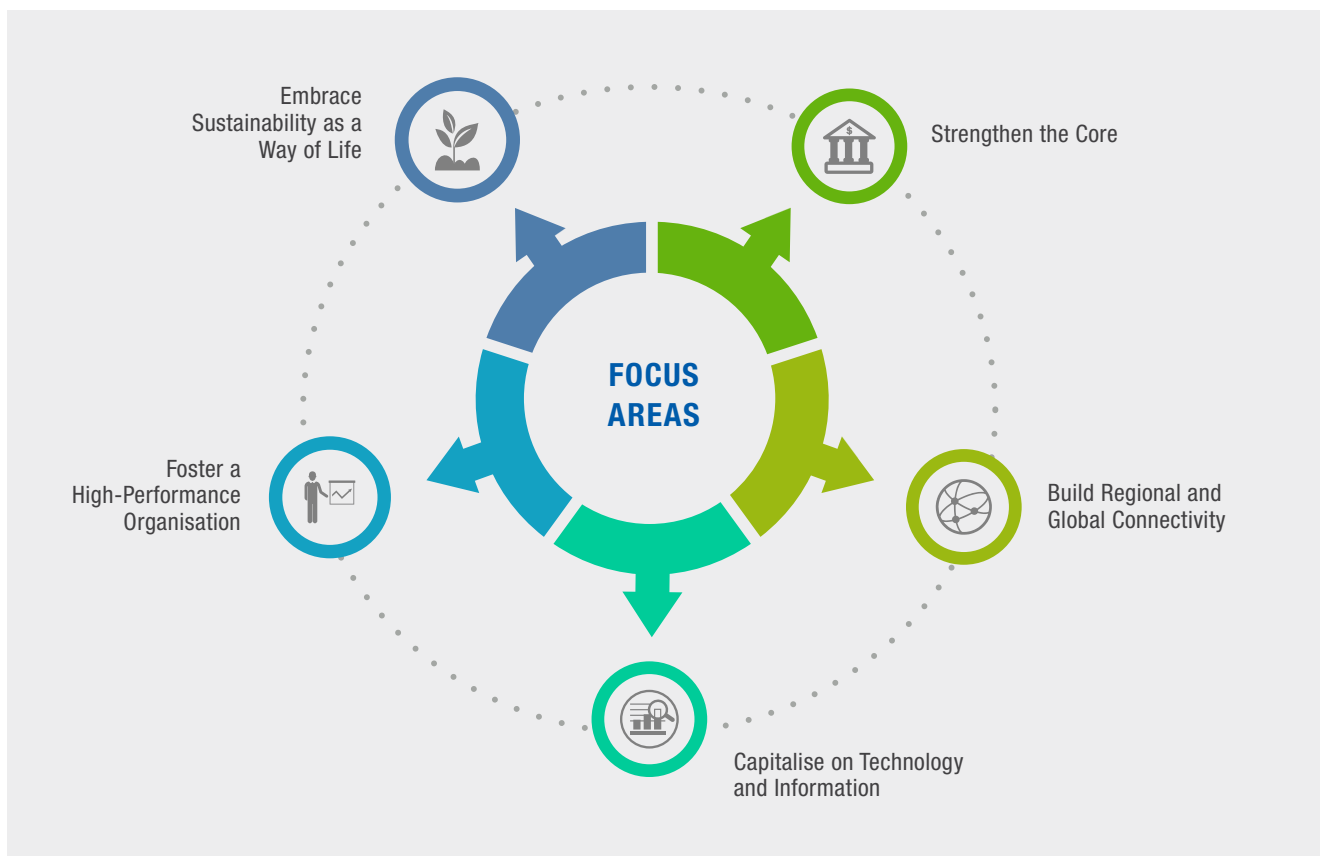 Embrace
Sustainability as a
Way of Life
$
Strengthen the Core
FOCUS
AREAS
Foster a
High-Performance
Organisation
Build Regional and
Global Connectivity
Capitalise on Technology
and Information